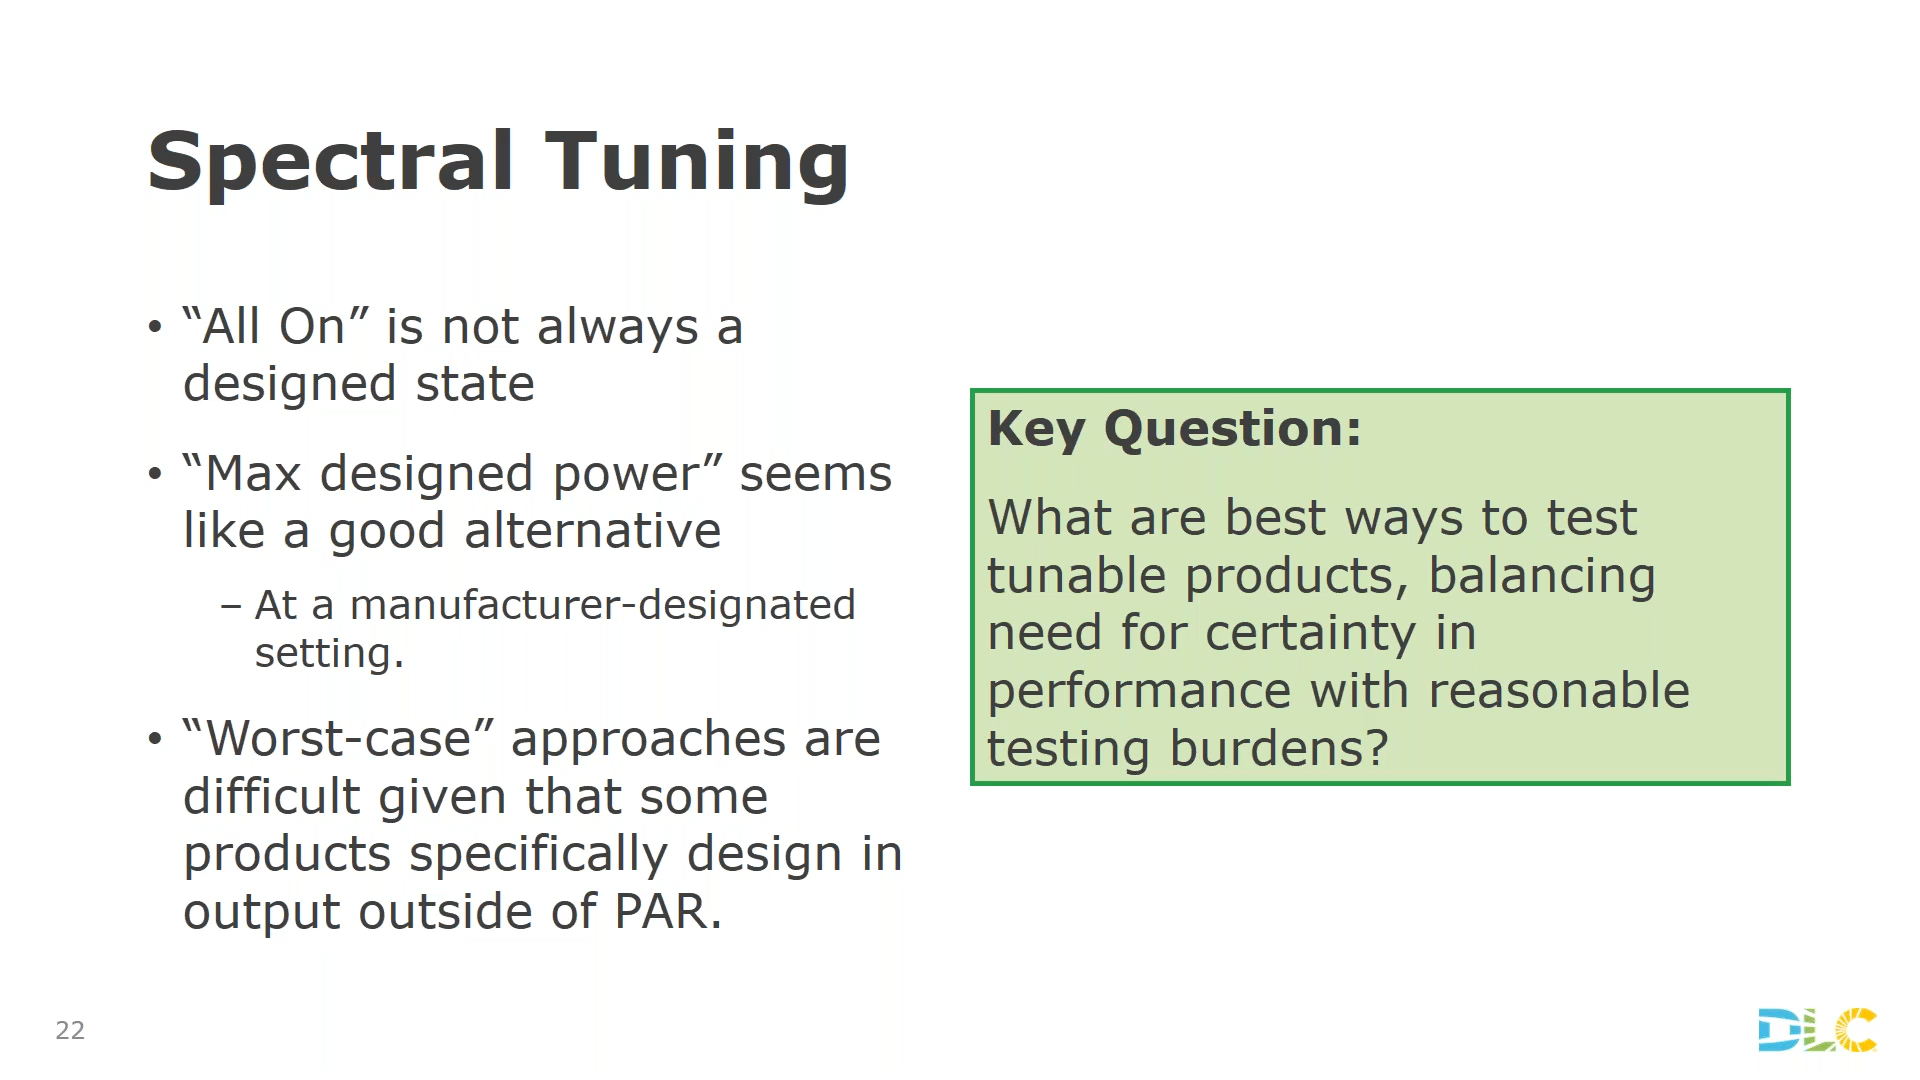 Spectral Tuning
• “All On” is not always a
designed state
• “Max designed power” seems
like a good alternative
– At a manufacturer-designated
setting.
• “Worst-case” approaches are
difficult given that some
products specifically design in
output outside of PAR.
Key Question:
What are best ways to test
tunable products, balancing
need for certainty in
performance with reasonable
testing burdens?
22
DLC